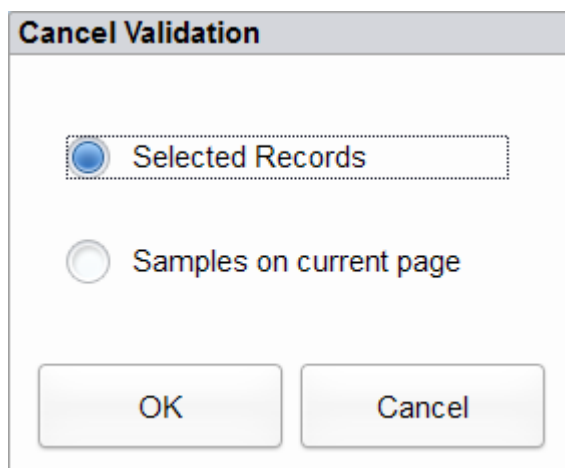 Cancel Validation
Selected Records
Samples on current page
OK Cancel